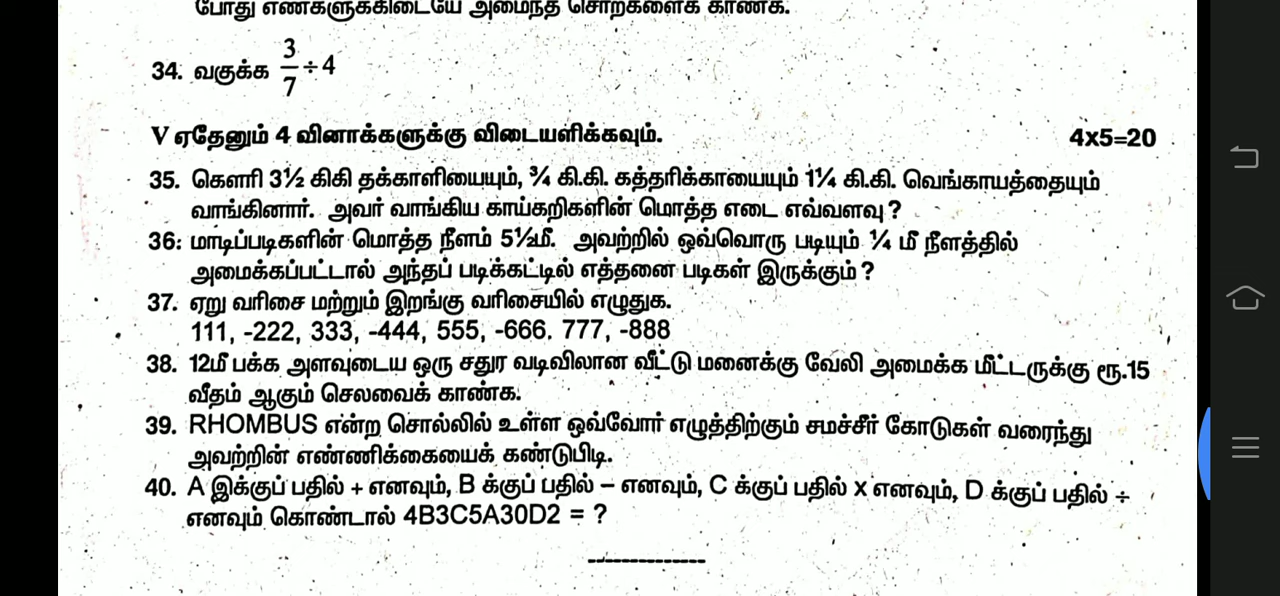 போது எண்களுக்கிடையே அமைந்த சொற்களைக் காண்க.
34. வகுக்க 3/7 ÷ 4
V ஏதேனும் 4 வினாக்களுக்கு விடையளிக்கவும். 4x5=20
35. கௌரி 3½ கிகி தக்காளியையும், ¾ கி.கி. கத்தரிக்காயையும் 1¼ கி.கி. வெங்காயத்தையும்
வாங்கினார். அவர் வாங்கிய காய்கறிகளின் மொத்த எடை எவ்வளவு?
36. மாடிப்படிகளின் மொத்த நீளம் 5½மீ. அவற்றில் ஒவ்வொரு படியும் ¼ மீ நீளத்தில்
அமைக்கப்பட்டால் அந்தப் படிக்கட்டில் எத்தனை படிகள் இருக்கும்?
37. ஏறு வரிசை மற்றும் இறங்கு வரிசையில் எழுதுக.
111, -222, 333, -444, 555, -666. 777, -888
38. 12மீ பக்க அளவுடைய ஒரு சதுர வடிவிலான வீட்டு மனைக்கு வேலி அமைக்க மீட்டருக்கு ரூ.15
வீதம் ஆகும் செலவைக் காண்க.
39. RHOMBUS என்ற சொல்லில் உள்ள ஒவ்வோர் எழுத்திற்கும் சமச்சீர் கோடுகள் வரைந்து
அவற்றின் எண்ணிக்கையைக் கண்டுபிடி.
40. A இக்குப் பதில் + எனவும், B க்குப் பதில் – எனவும், C க்குப் பதில் x எனவும், D க்குப் பதில் ÷
எனவும் கொண்டால் 4B3C5A30D2 = ?